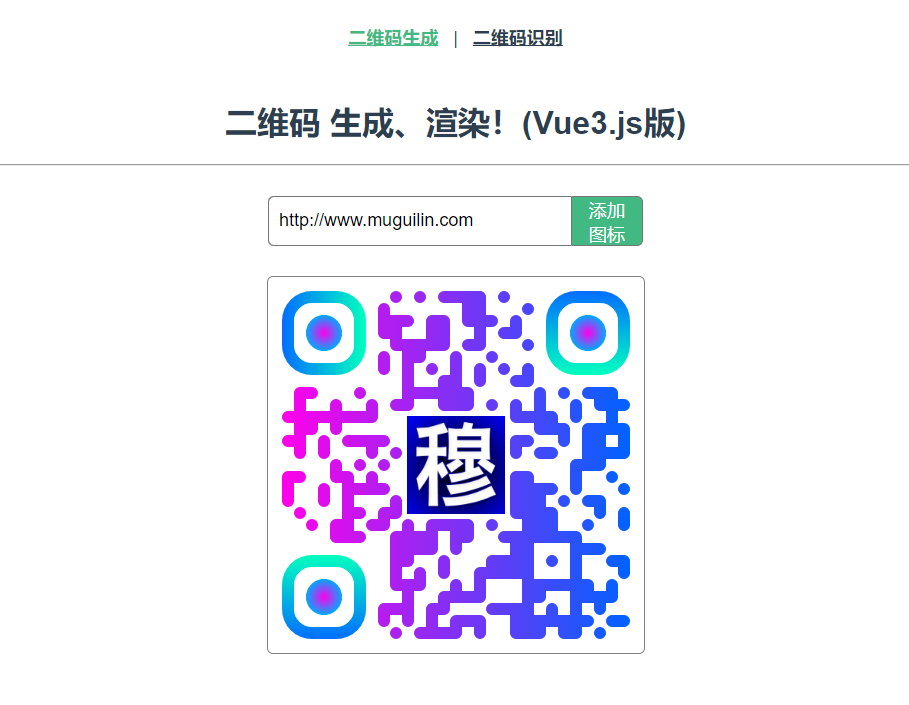 二维码生成 | 二维码识别
二维码 生成、渲染！(Vue3.js版)
http://www.muguilin.com
添加
图标
穆